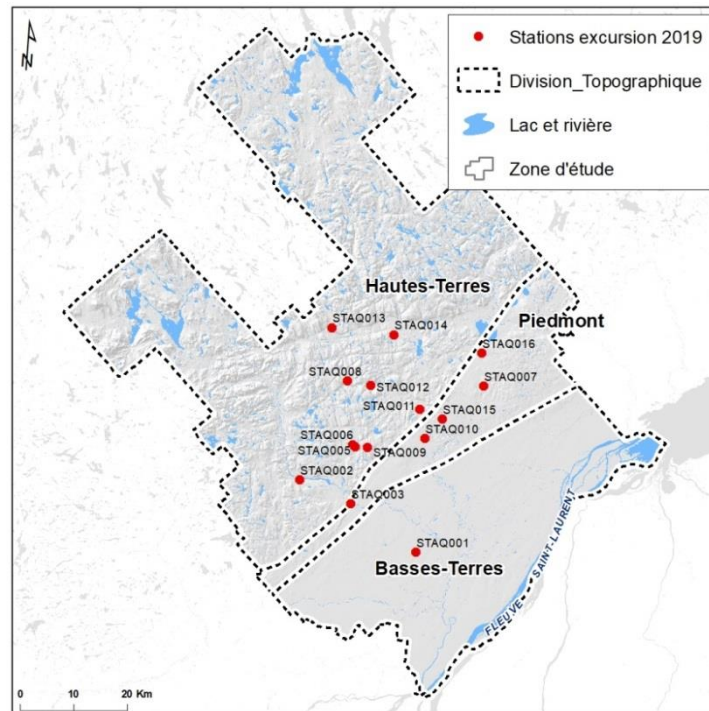 Stations excursion 2019
Division_Topographique
Lac et rivière
Zone d'étude
Hautes-Terres
Piedmont
STAQ013
STAQ014
STAQ016
STAQ008
STAQ012
STAQ007
STAQ011
STAQ015
STAQ006
STAQ010
STAQ005
STAQ009
STAQ002
STAQ003
STAQ001
Basses-Terres
FLEUVE SAINT-LAURENT
0 10 20 Km
N